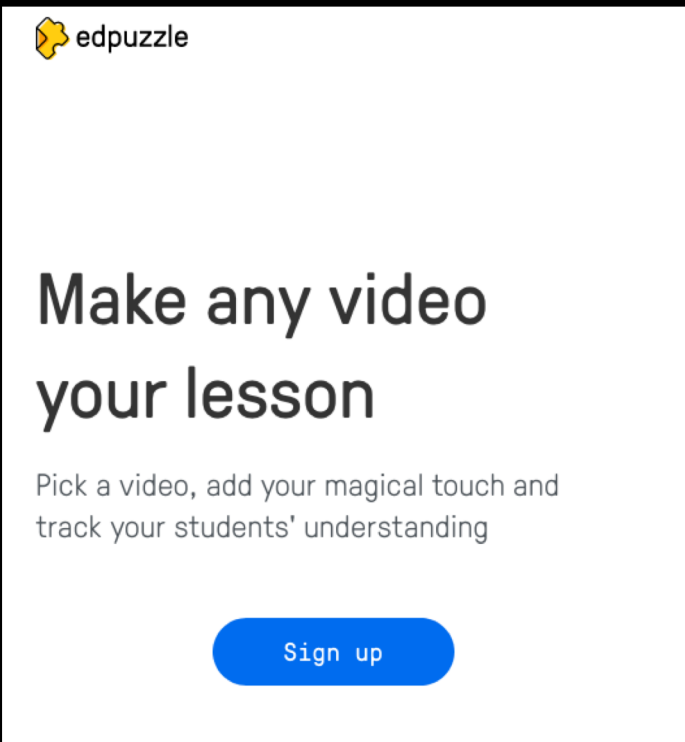 edpuzzle
Make any video
your lesson
Pick a video, add your magical touch and
track your students' understanding
Sign up